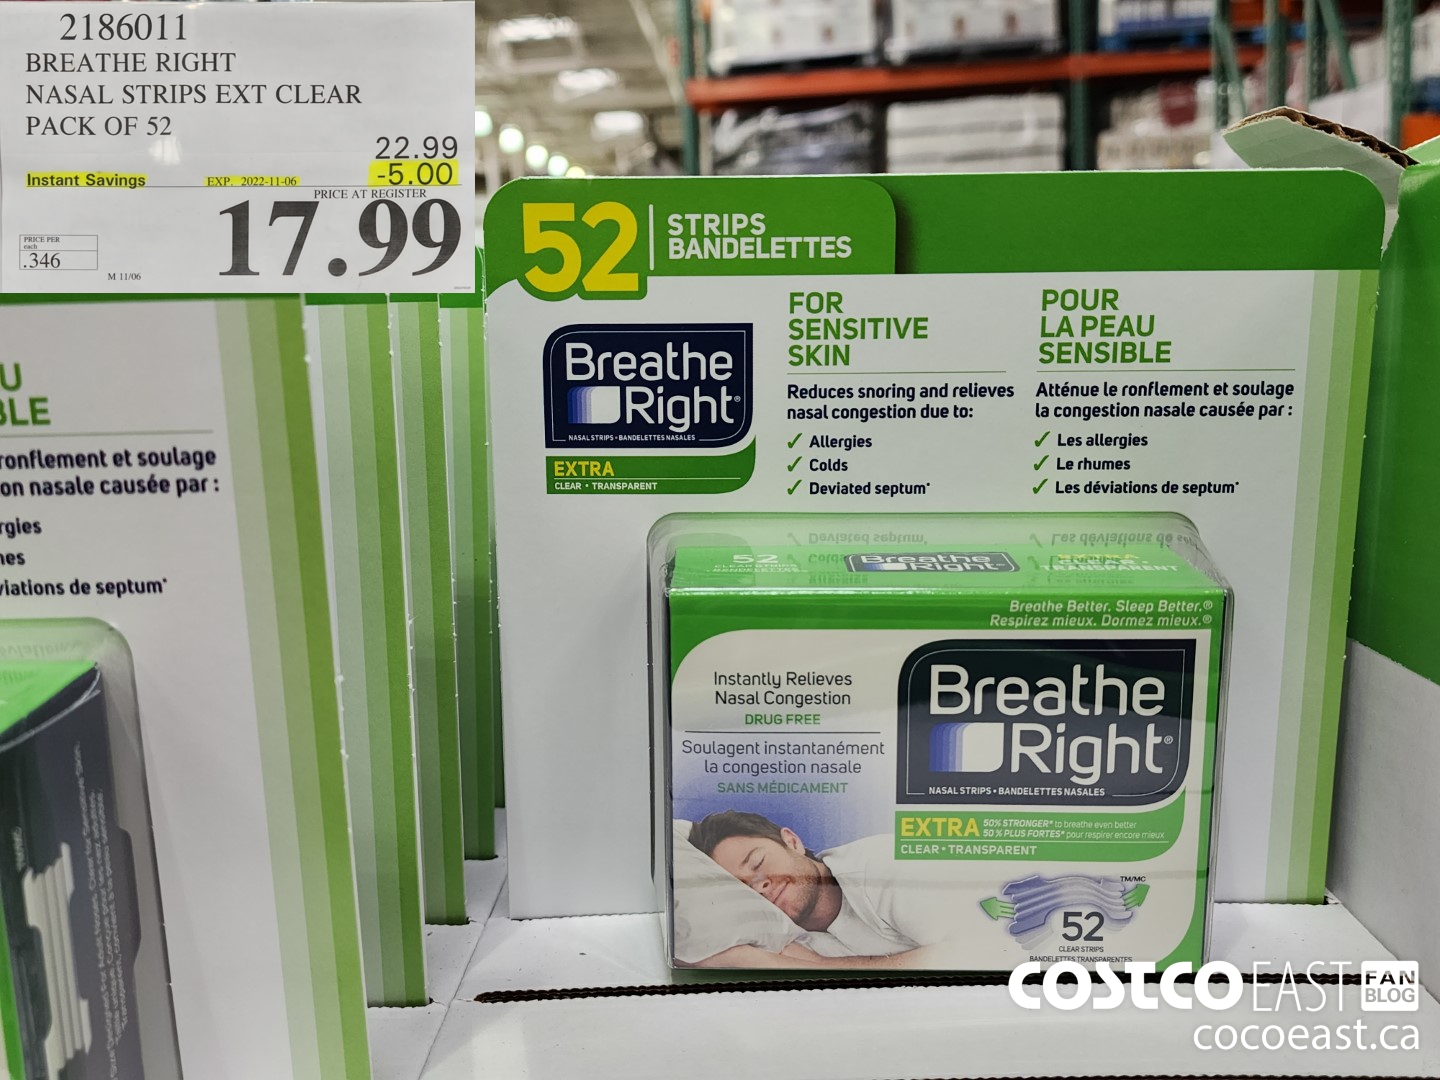 2186011
BREATHE RIGHT
NASAL STRIPS EXT CLEAR
PACK OF 52
22.99
Instant Savings EXP. 2022-11-06 -5.00
PRICE AT REGISTER
17.99
PRICE PER
each
.346
M 11/06
52 STRIPS
BANDELETTES
Breathe
Right®
NASAL STRIPS • BANDELETTES NASALES
EXTRA
CLEAR • TRANSPARENT
FOR
SENSITIVE
SKIN
Reduces snoring and relieves
nasal congestion due to:
✓ Allergies
✓ Colds
✓ Deviated septum*
POUR
LA PEAU
SENSIBLE
Atténue le ronflement et soulage
la congestion nasale causée par :
✓ Les allergies
✓ Le rhumes
✓ Les déviations de septum*
U
BLE
ronflement et soulage
on nasale causée par :
rgies
mes
viations de septum*
52
Breathe
Right
TRANSPARENT
Breathe Better. Sleep Better.®
Respirez mieux. Dormez mieux.®
Instantly Relieves
Nasal Congestion
DRUG FREE
Soulagent instantanément
la congestion nasale
SANS MÉDICAMENT
Breathe
Right®
NASAL STRIPS • BANDELETTES NASALES
EXTRA 50% STRONGER* to breathe even better
50 % PLUS FORTES* pour respirer encore mieux
CLEAR • TRANSPARENT
TM/MC
52
CLEAR STRIPS
BANDELETTES TRANSPARENTES
COSTCO EAST FAN
BLOG
cocoeast.ca